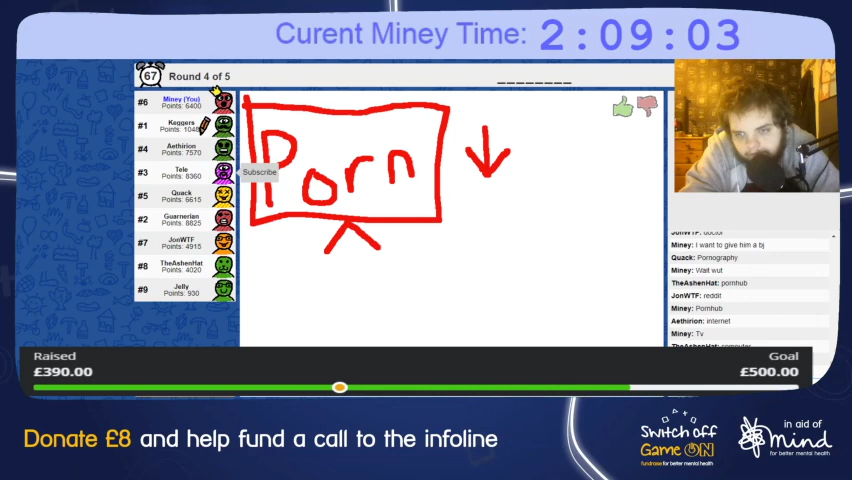 Curent Miney Time: 2:09:03
67 Round 4 of 5
________
#6 Miney (You)
Points: 6400
#1 Keggers
#4 Aethirion
Points: 7570
#3 Tele
Points: 8360
Subscribe
#5 Quack
Points: 6615
#2 Guarnerian
Points: 8825
#7 JonWTF
Points: 4915
#8 TheAshenHat
Points: 4020
#9 Jelly
Points: 930
Porn
JonWTF: doctor
Miney: I want to give him a bj
Quack: Pornography
Miney: Wait wut
TheAshenHat: pornhub
JonWTF: reddit
Miney: Pornhub
Aethirion: internet
Miney: Tv
TheAshenHat: computer
Raised
£390.00
Goal
£500.00
Donate £8 and help fund a call to the infoline
Switch off
Game ON
fundraise for better mental health
in aid of
mind
for better mental health